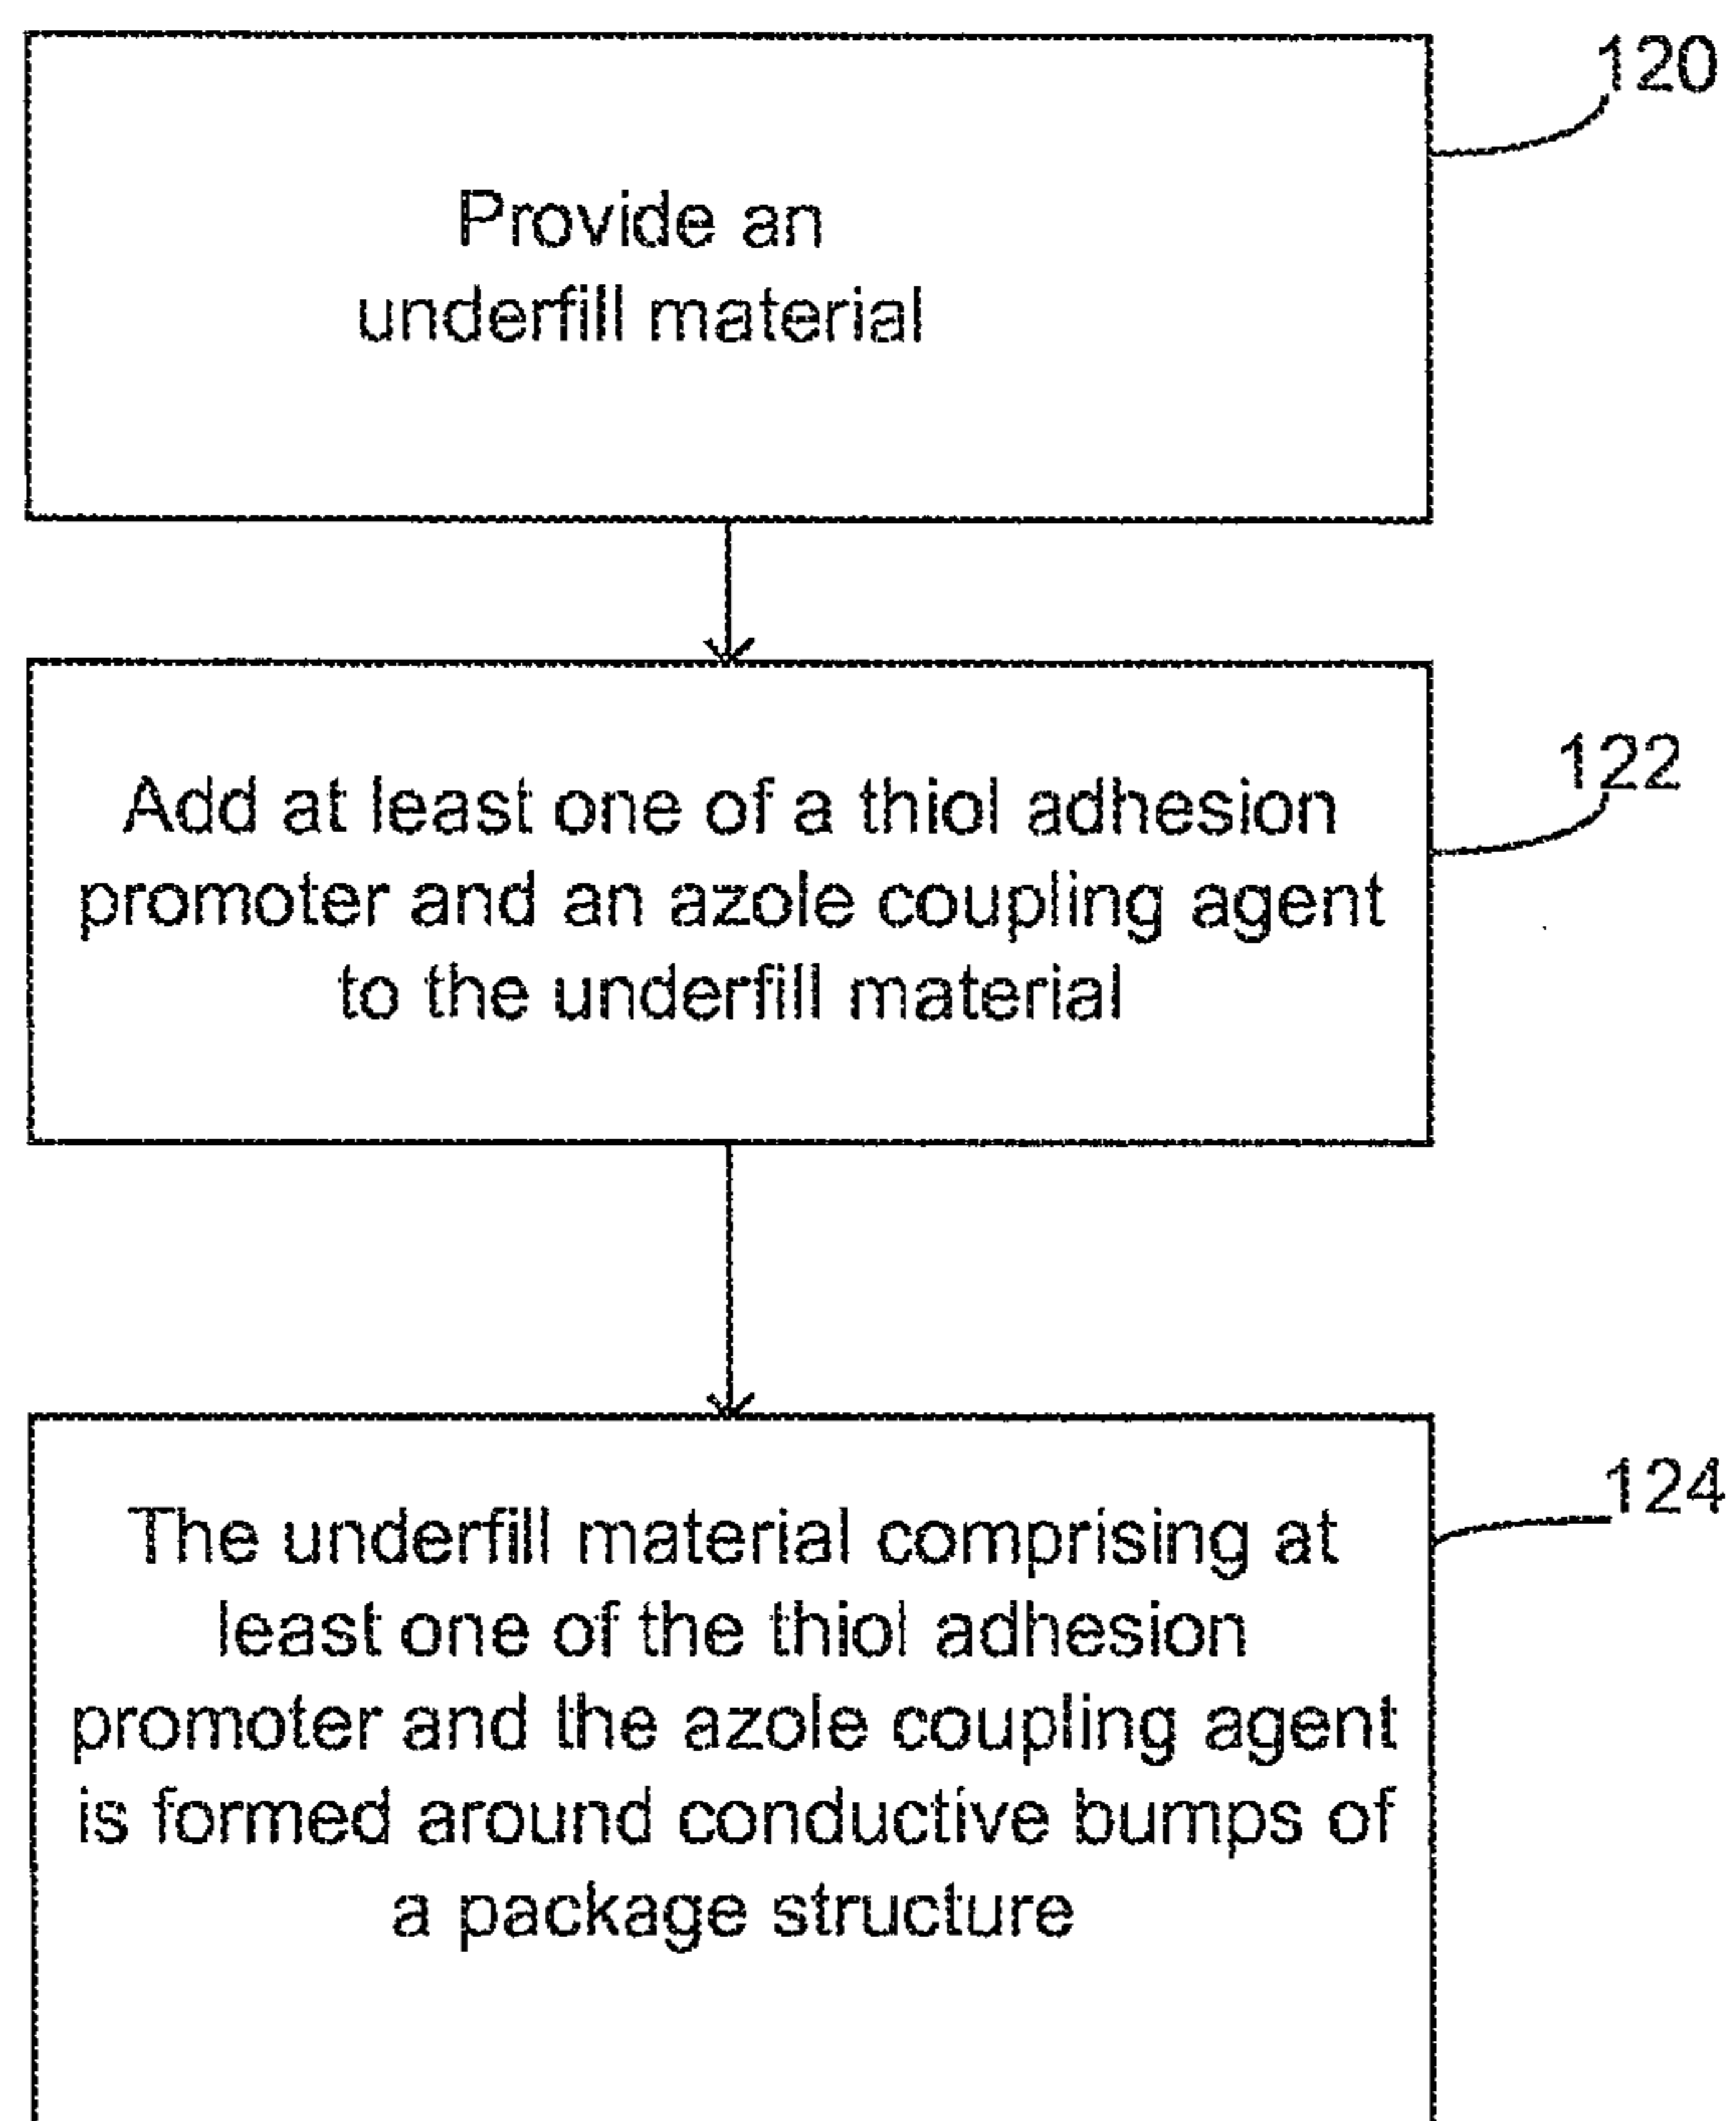 120
Provide an
underfill material
122
Add at least one of a thiol adhesion
promoter and an azole coupling agent
to the underfill material
124
The underfill material comprising at
least one of the thiol adhesion
promoter and the azole coupling agent
is formed around conductive bumps of
a package structure